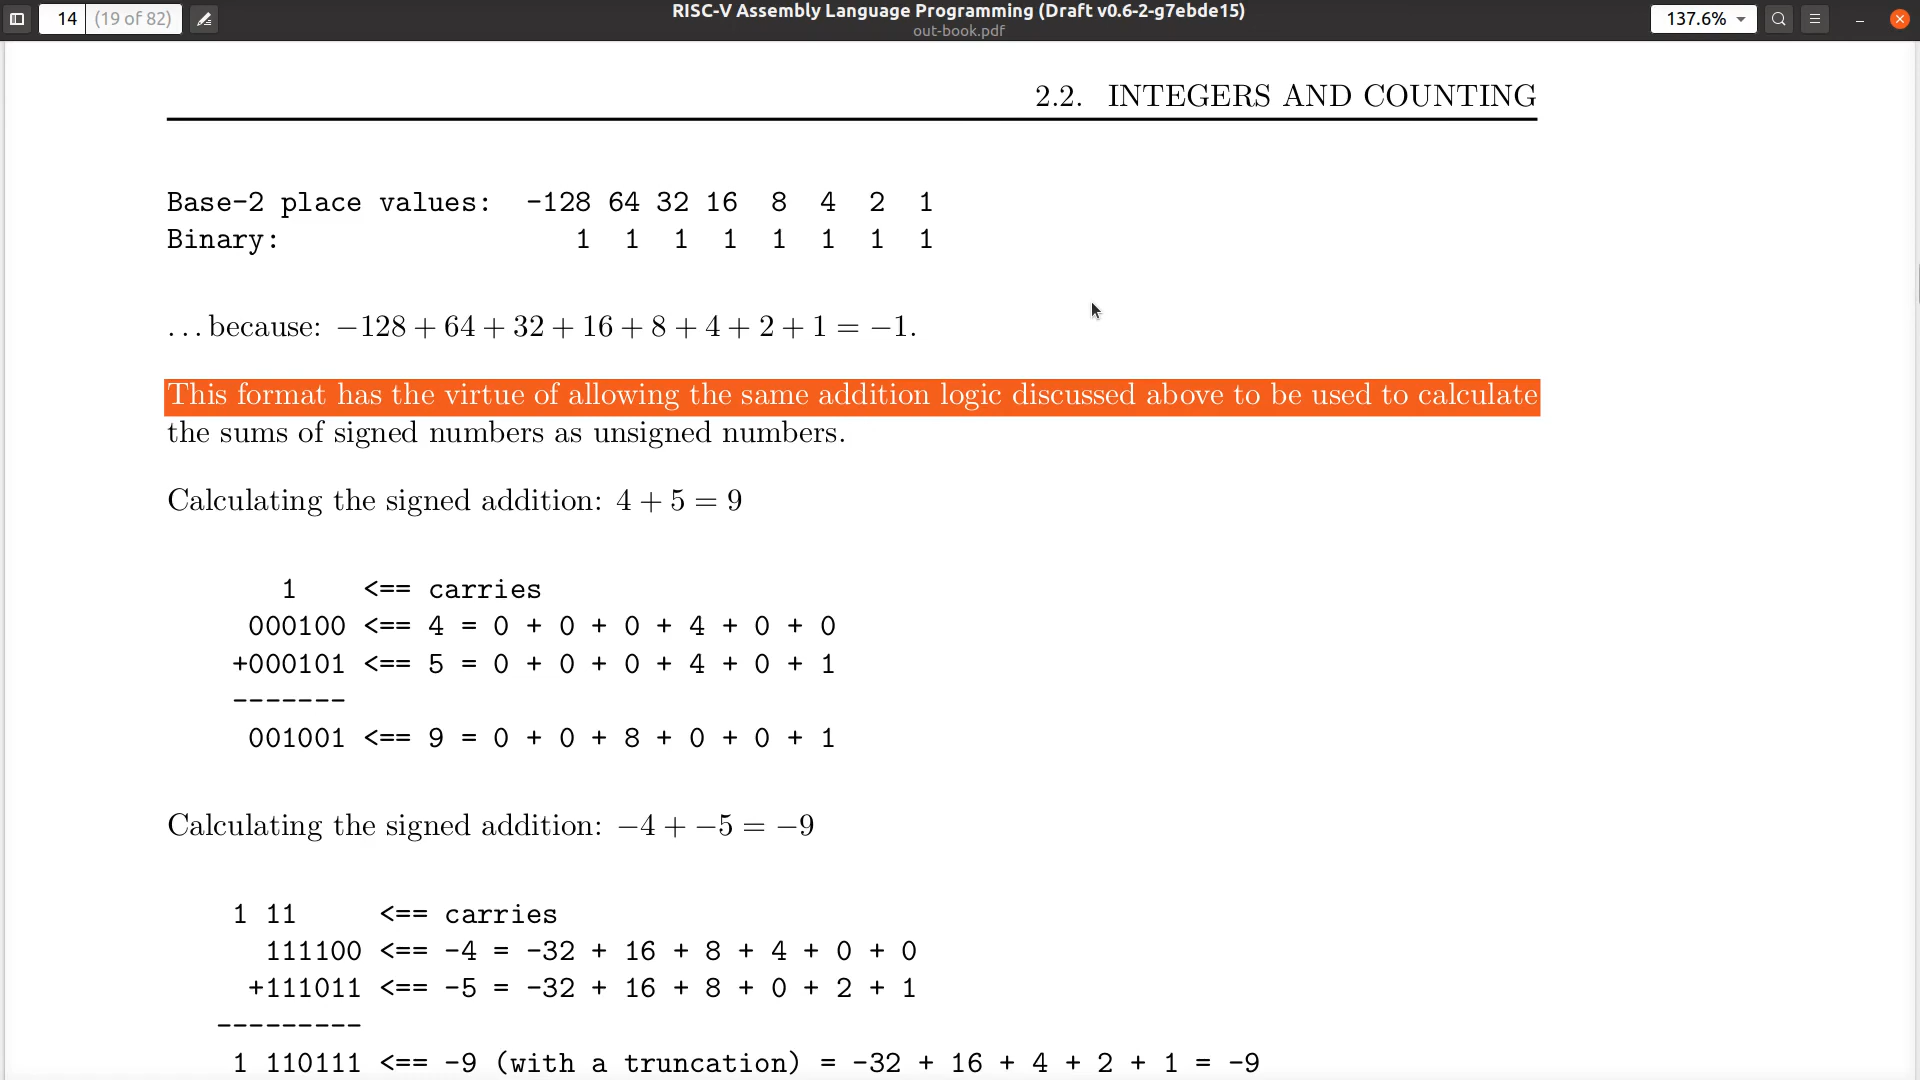 14 (19 of 82) RISC-V Assembly Language Programming (Draft v0.6-2-g7ebde15) 137.6%
out-book.pdf
2.2. INTEGERS AND COUNTING
Base-2 place values: -128 64 32 16 8 4 2 1
Binary: 1 1 1 1 1 1 1 1
...because: −128 + 64 + 32 + 16 + 8 + 4 + 2 + 1 = −1.
This format has the virtue of allowing the same addition logic discussed above to be used to calculate
the sums of signed numbers as unsigned numbers.
Calculating the signed addition: 4 + 5 = 9
1 <== carries
000100 <== 4 = 0 + 0 + 0 + 4 + 0 + 0
+000101 <== 5 = 0 + 0 + 0 + 4 + 0 + 1
-------
001001 <== 9 = 0 + 0 + 8 + 0 + 0 + 1
Calculating the signed addition: −4 + −5 = −9
1 11 <== carries
111100 <== -4 = -32 + 16 + 8 + 4 + 0 + 0
+111011 <== -5 = -32 + 16 + 8 + 0 + 2 + 1
---------
1 110111 <== -9 (with a truncation) = -32 + 16 + 4 + 2 + 1 = -9